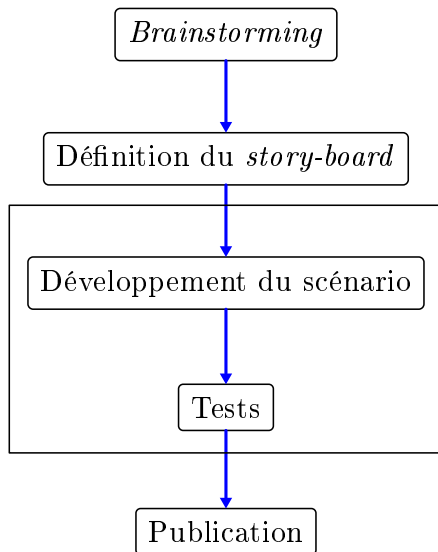 Brainstorming
Définition du story-board
Développement du scénario
Tests
Publication